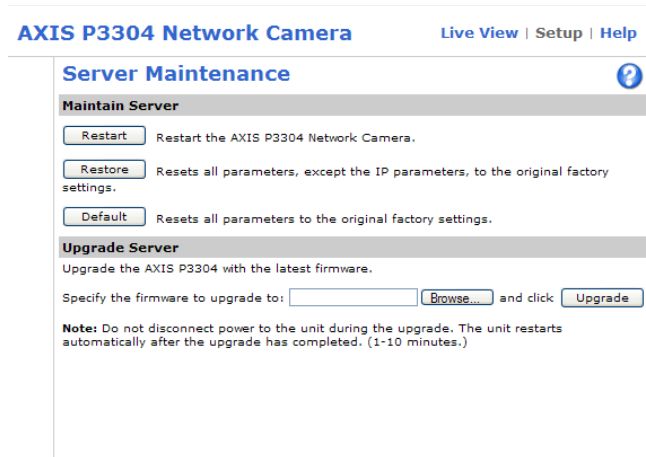 AXIS P3304 Network Camera Live View | Setup | Help
Server Maintenance ?
Maintain Server
Restart Restart the AXIS P3304 Network Camera.
Restore Resets all parameters, except the IP parameters, to the original factory
settings.
Default Resets all parameters to the original factory settings.
Upgrade Server
Upgrade the AXIS P3304 with the latest firmware.
Specify the firmware to upgrade to: Browse... and click Upgrade
Note: Do not disconnect power to the unit during the upgrade. The unit restarts
automatically after the upgrade has completed. (1-10 minutes.)